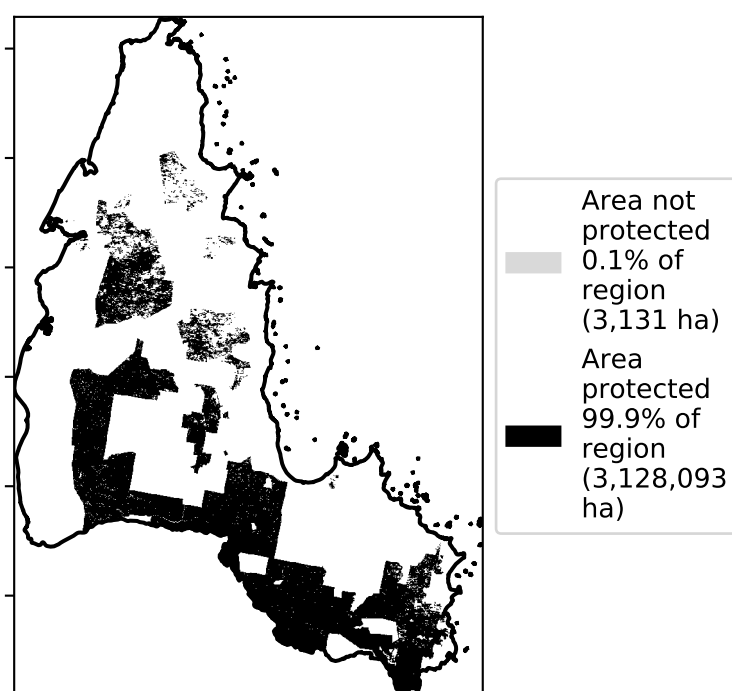 Area not
protected
0.1% of
region
(3,131 ha)
Area
protected
99.9% of
region
(3,128,093
ha)